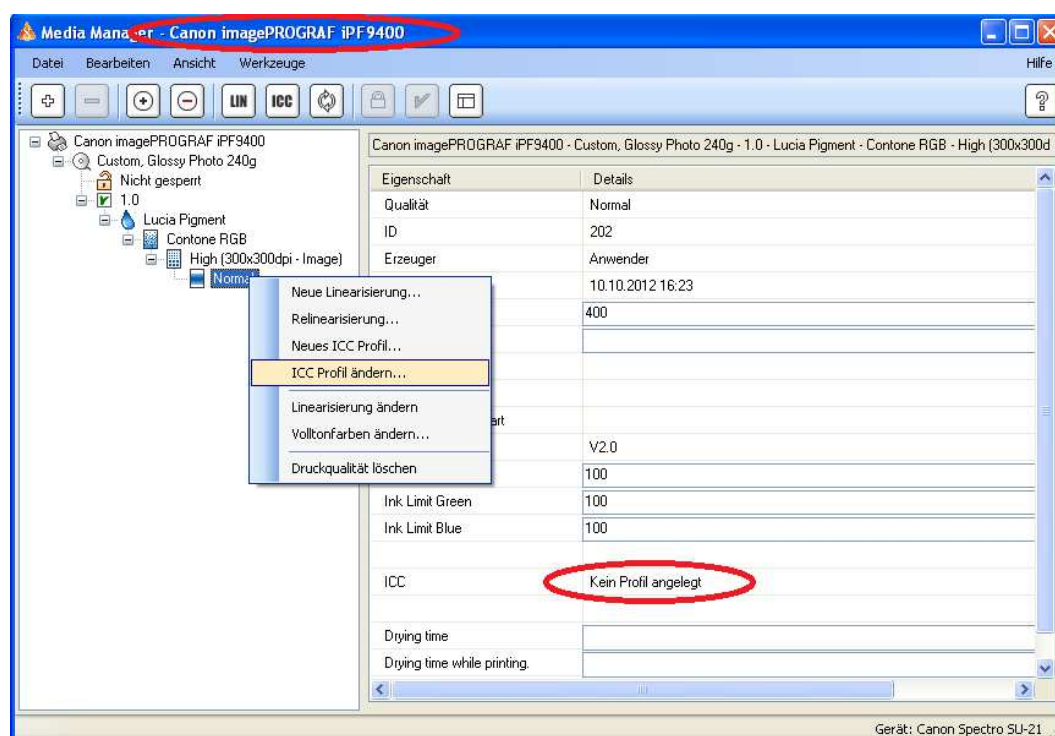 Media Manager - Canon imagePROGRAF iPF9400
Datei Bearbeiten Ansicht Werkzeuge Hilfe
LIN ICC ?
Canon imagePROGRAF iPF9400
Custom, Glossy Photo 240g
Nicht gesperrt
1.0
Lucia Pigment
Contone RGB
High (300x300dpi - Image)
Normal
Neue Linearisierung...
Relinearisierung...
Neues ICC Profil...
ICC Profil ändern...
Linearisierung ändern
Volltonfarben ändern...
Druckqualität löschen
Canon imagePROGRAF iPF9400 - Custom, Glossy Photo 240g - 1.0 - Lucia Pigment - Contone RGB - High (300x300d
Eigenschaft Details
Qualität Normal
ID 202
Erzeuger Anwender
10.10.2012 16:23
400
art
V2.0
100
Ink Limit Green 100
Ink Limit Blue 100
ICC Kein Profil angelegt
Drying time
Drying time while printing.
Gerät: Canon Spectro SU-21